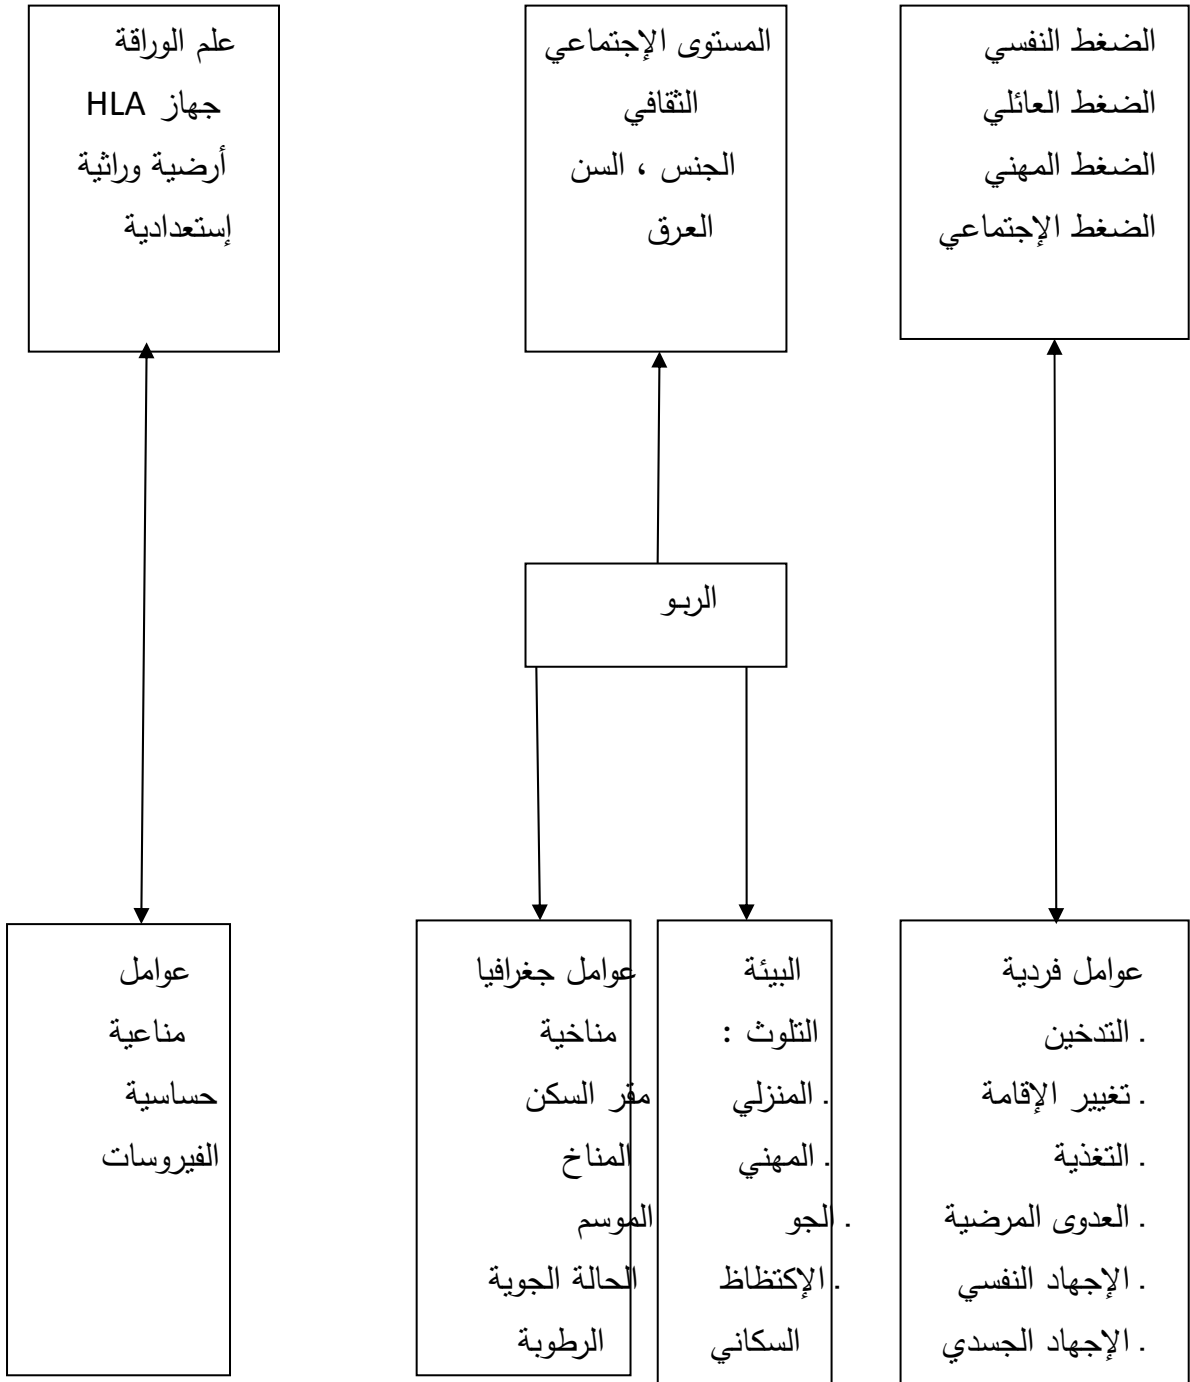 الضغط النفسي
الضغط العائلي
الضغط المهني
الضغط الإجتماعي
المستوى الإجتماعي
الثقافي
الجنس ، السن
العرق
علم الوراقة
جهاز HLA
أرضية وراثية
إستعدادية
الربو
عوامل فردية
. التدخين
. تغيير الإقامة
. التغذية
. العدوى المرضية
. الإجهاد النفسي
. الإجهاد الجسدي
البيئة
التلوث :
. المنزلي
. المهني
. الجو
. الإكتظاظ
السكاني
عوامل جغرافيا
مناخية
مقر السكن
المناخ
الموسم
الحالة الجوية
الرطوبة
عوامل
مناعية
حساسية
الفيروسات